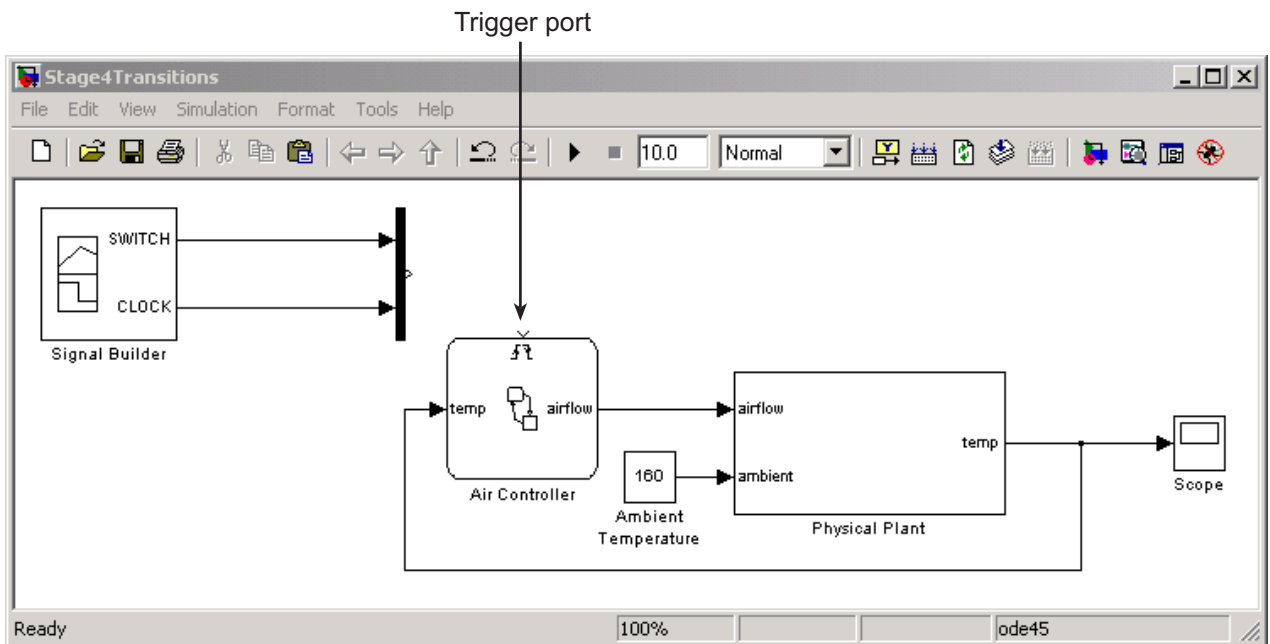 Trigger port
Stage4Transitions
File Edit View Simulation Format Tools Help
10.0 Normal
SWITCH
CLOCK
Signal Builder
temp airflow
Air Controller
160
Ambient
Temperature
airflow
temp
ambient
Physical Plant
Scope
Ready 100% ode45